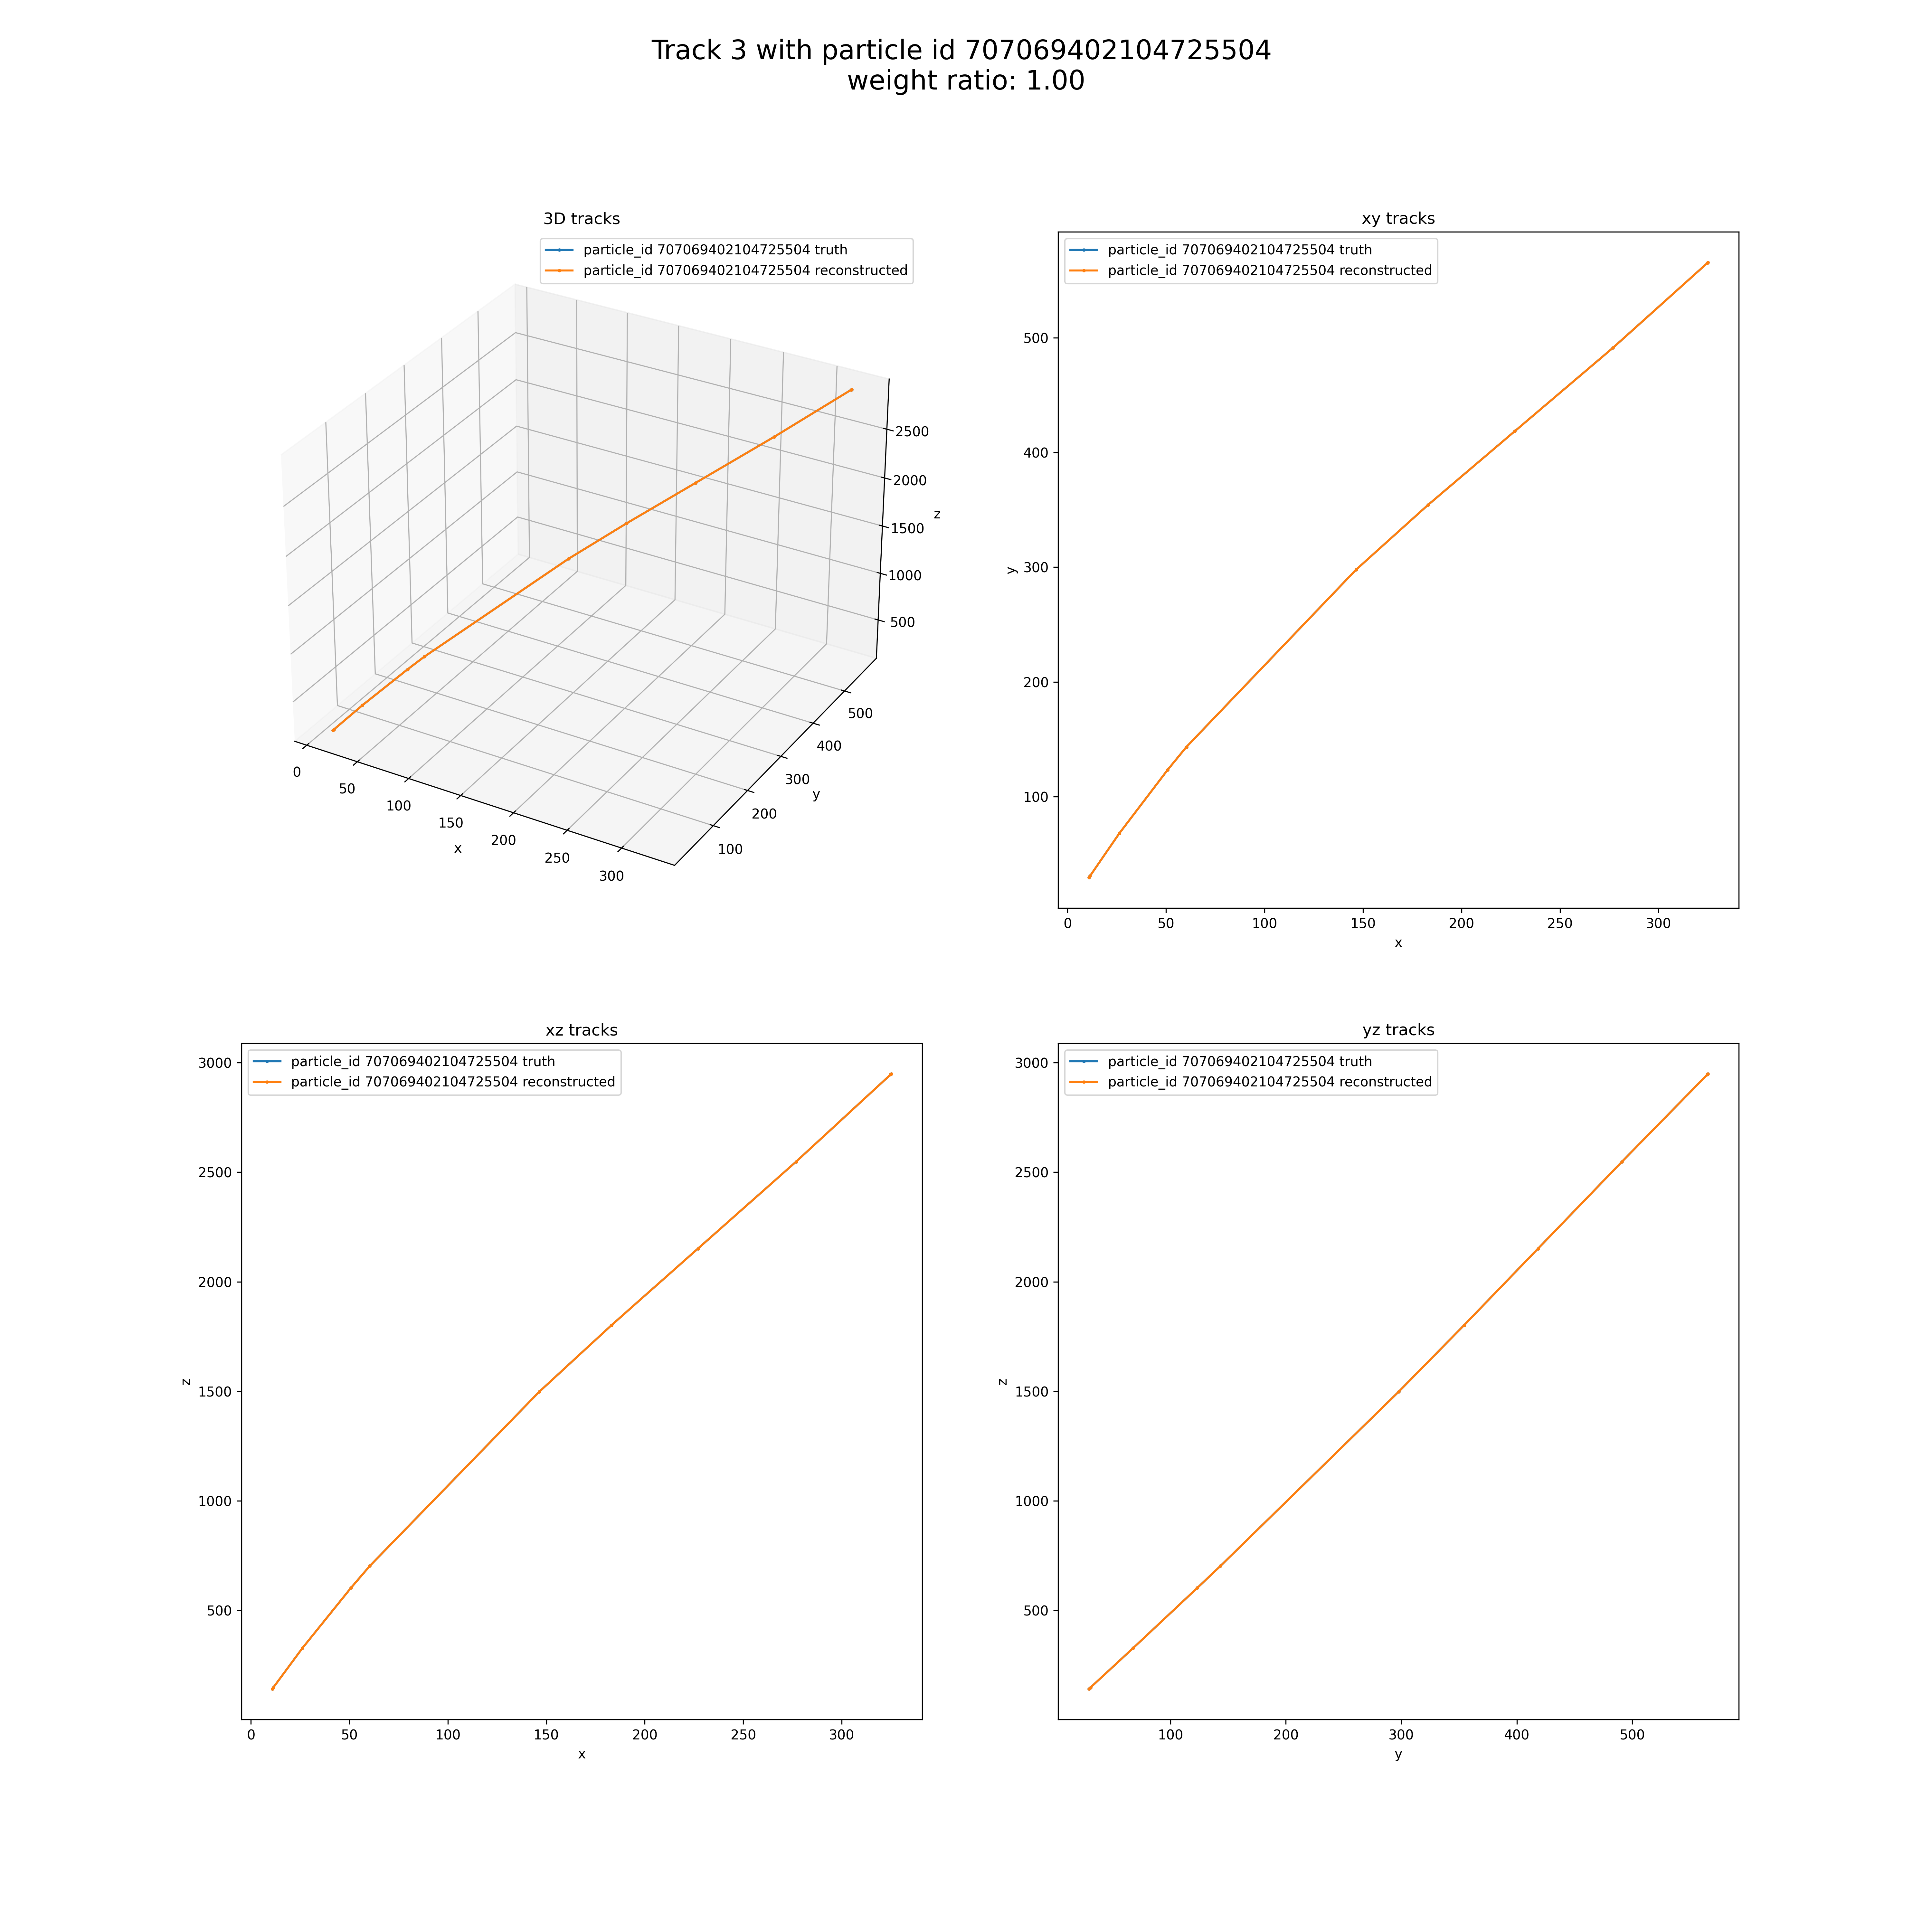 Track 3 with particle id 707069402104725504
weight ratio: 1.00
3D tracks
particle_id 707069402104725504 truth
particle_id 707069402104725504 reconstructed
2500
2000
z
1500
1000
500
500
400
300
y
200
100
0
50
100
150
200
250
300
x
xy tracks
particle_id 707069402104725504 truth
particle_id 707069402104725504 reconstructed
500
400
300
200
100
y
0 50 100 150 200 250 300
x
xz tracks
particle_id 707069402104725504 truth
particle_id 707069402104725504 reconstructed
3000
2500
2000
1500
1000
500
z
0 50 100 150 200 250 300
x
yz tracks
particle_id 707069402104725504 truth
particle_id 707069402104725504 reconstructed
3000
2500
2000
1500
1000
500
z
100 200 300 400 500
y